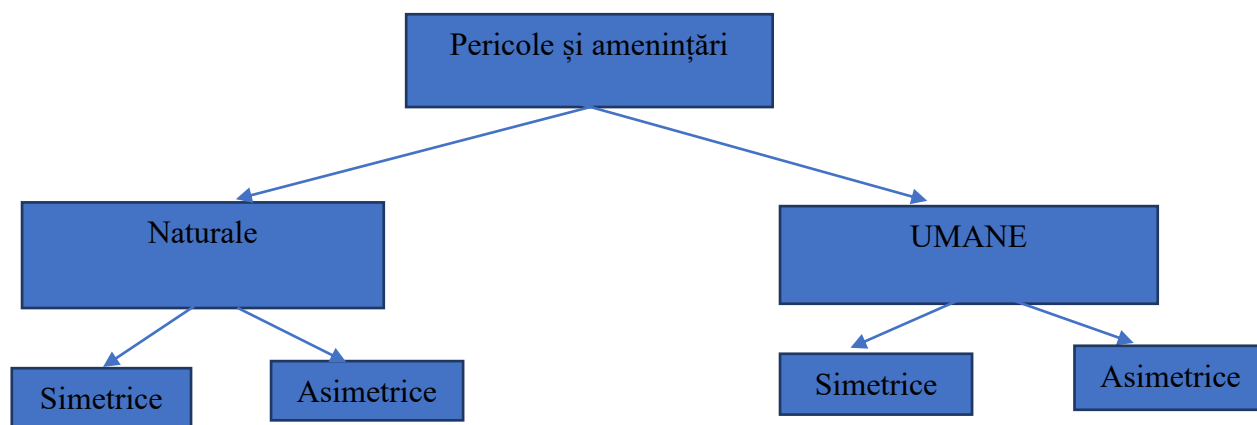 Pericole și amenințări
Naturale
UMANE
Simetrice
Asimetrice
Simetrice
Asimetrice